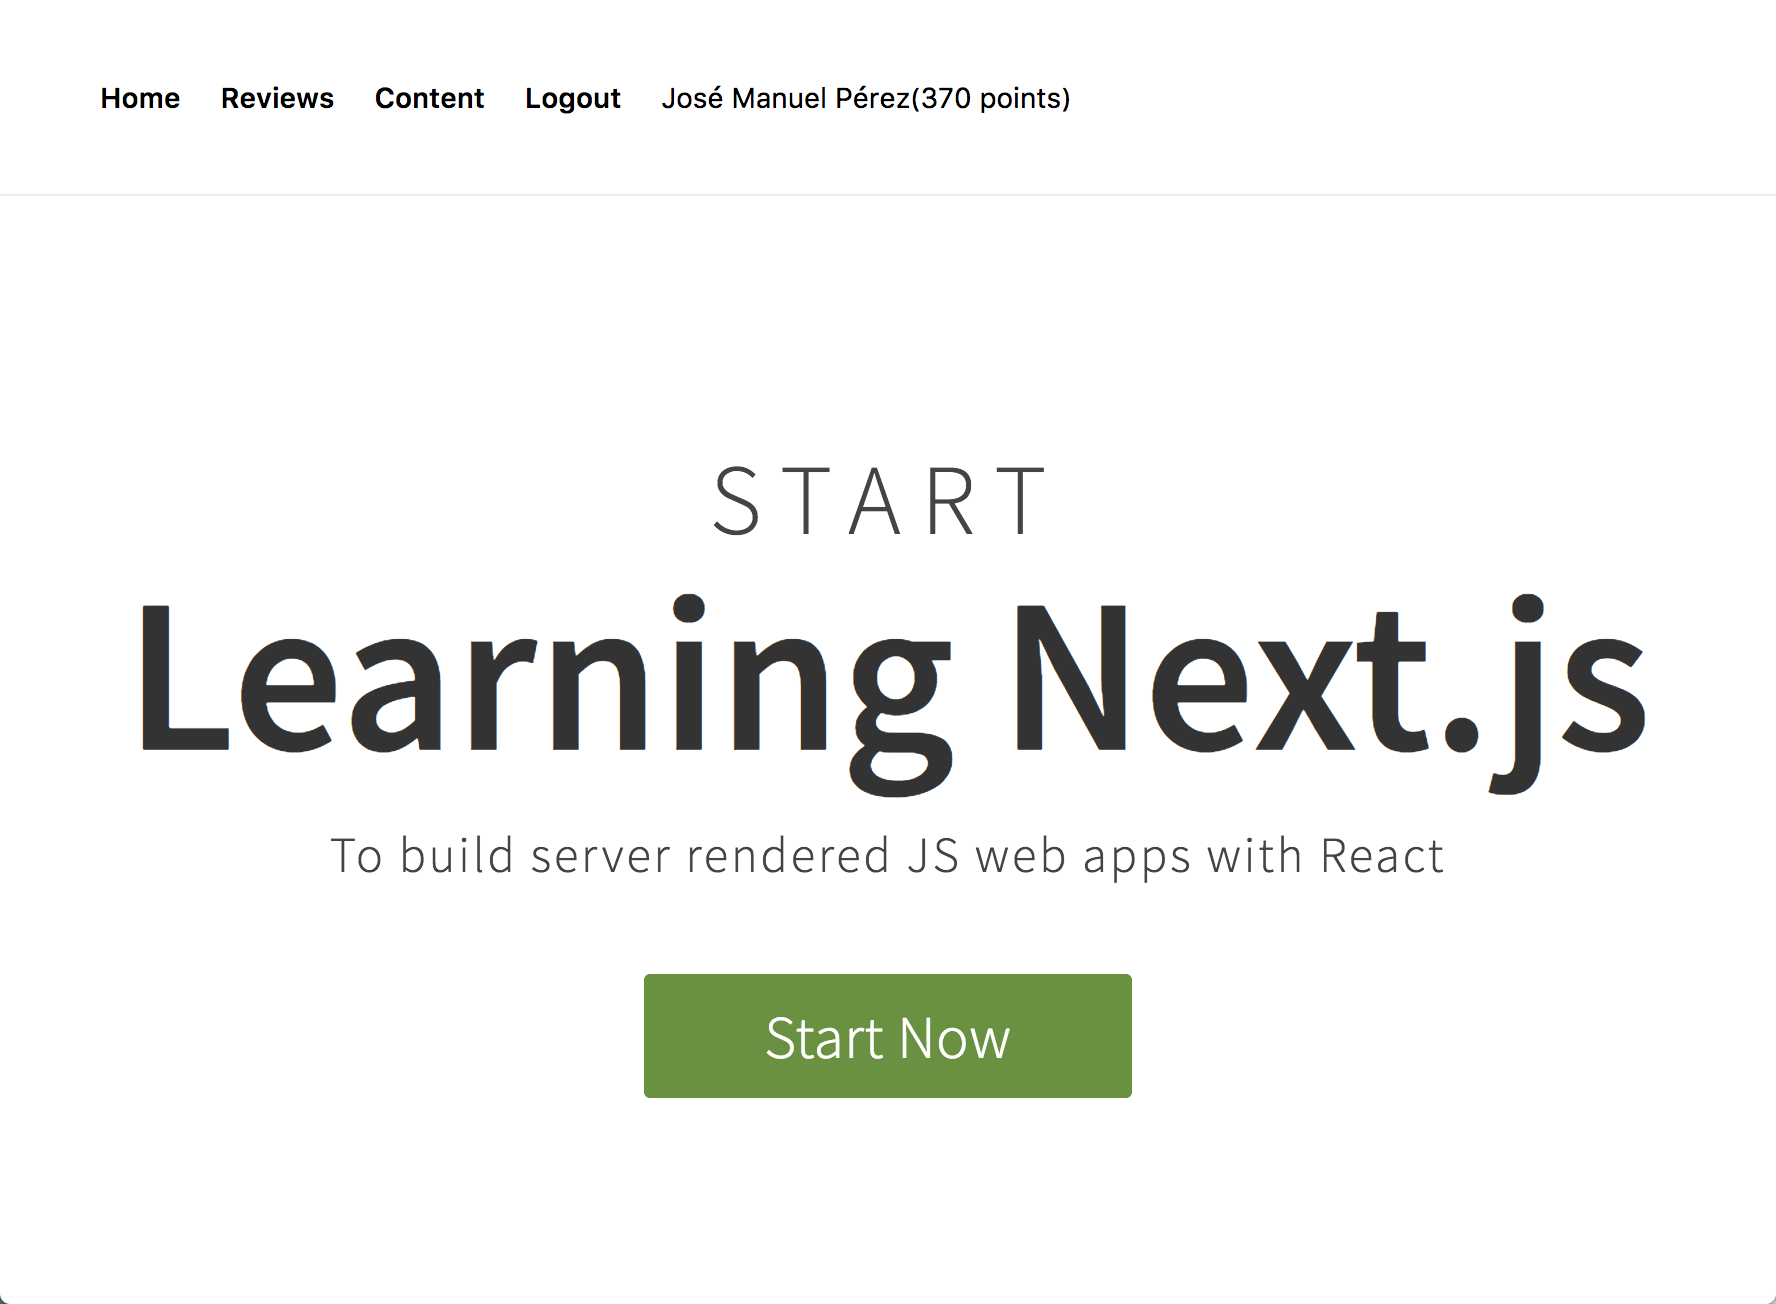 Home Reviews Content Logout José Manuel Pérez(370 points)
START
Learning Next.js
To build server rendered JS web apps with React
Start Now